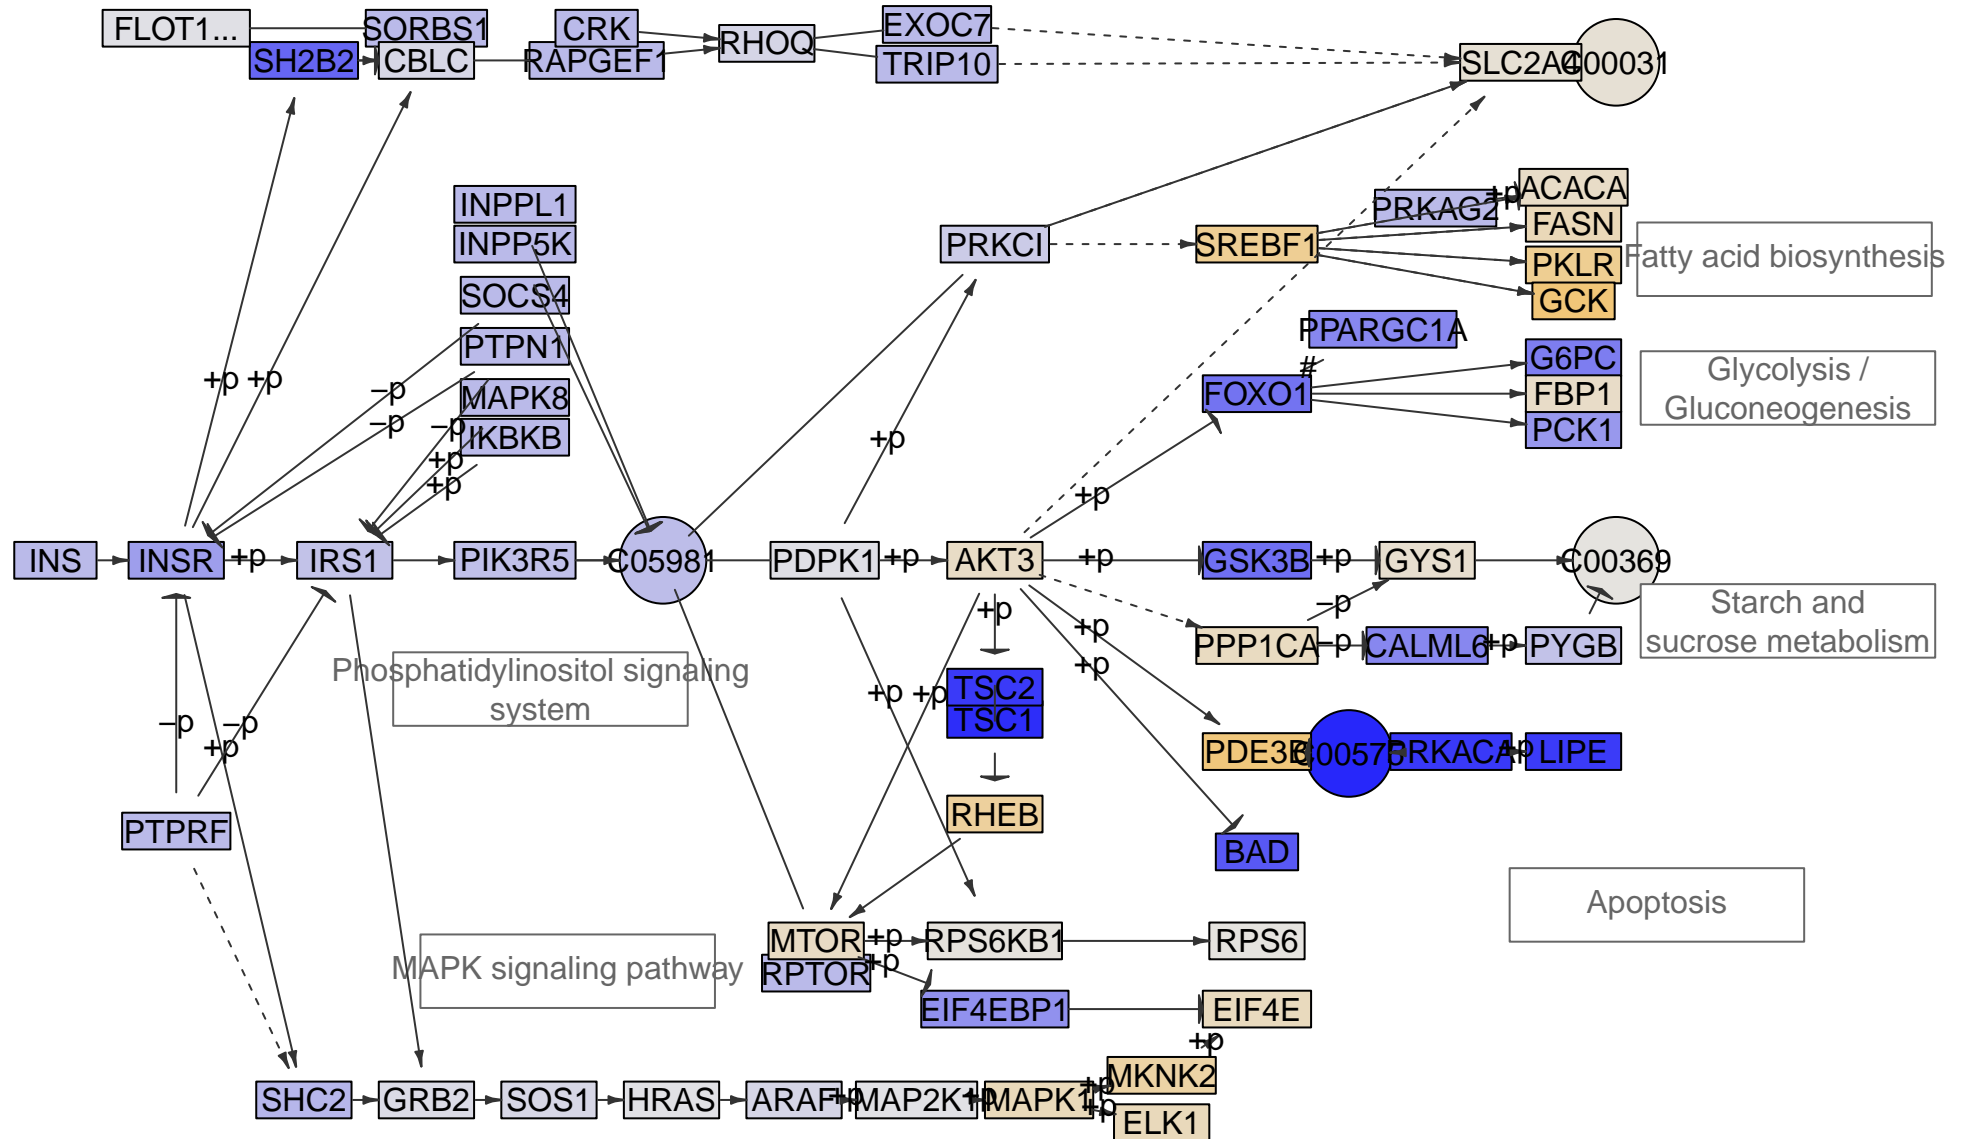 FLOT1...
SORBS1
CRK
EXOC7
SH2B2
CBLC
RAPGEF1
RHOQ
TRIP10
SLC2A4
C00031
INPPL1
INPP5K
SOCS4
PTPN1
MAPK8
IKBKB
PRKCI
SREBF1
PRKAG2
+p
ACACA
FASN
PKLR
GCK
Fatty acid biosynthesis
PPARGC1A
#
FOXO1
G6PC
FBP1
PCK1
Glycolysis /
Gluconeogenesis
+p
+p
−p
−p
−p
+p
+p
+p
+p
INS
INSR
+p
IRS1
PIK3R5
C05981
PDPK1
+p
AKT3
+p
GSK3B
+p
GYS1
C00369
−p
PPP1CA
−p
CALML6
+p
PYGB
Starch and
sucrose metabolism
+p
+p
+p
Phosphatidylinositol signaling
system
+p
+p
TSC2
TSC1
−p
−p
+p
PDE3B
C00575
PRKACA
+p
LIPE
PTPRF
RHEB
BAD
Apoptosis
MAPK signaling pathway
MTOR
+p
RPS6KB1
RPS6
RPTOR
+p
EIF4EBP1
EIF4E
+p
SHC2
GRB2
SOS1
HRAS
ARAF
+p
MAP2K1
+p
MAPK1
+p
MKNK2
+p
ELK1